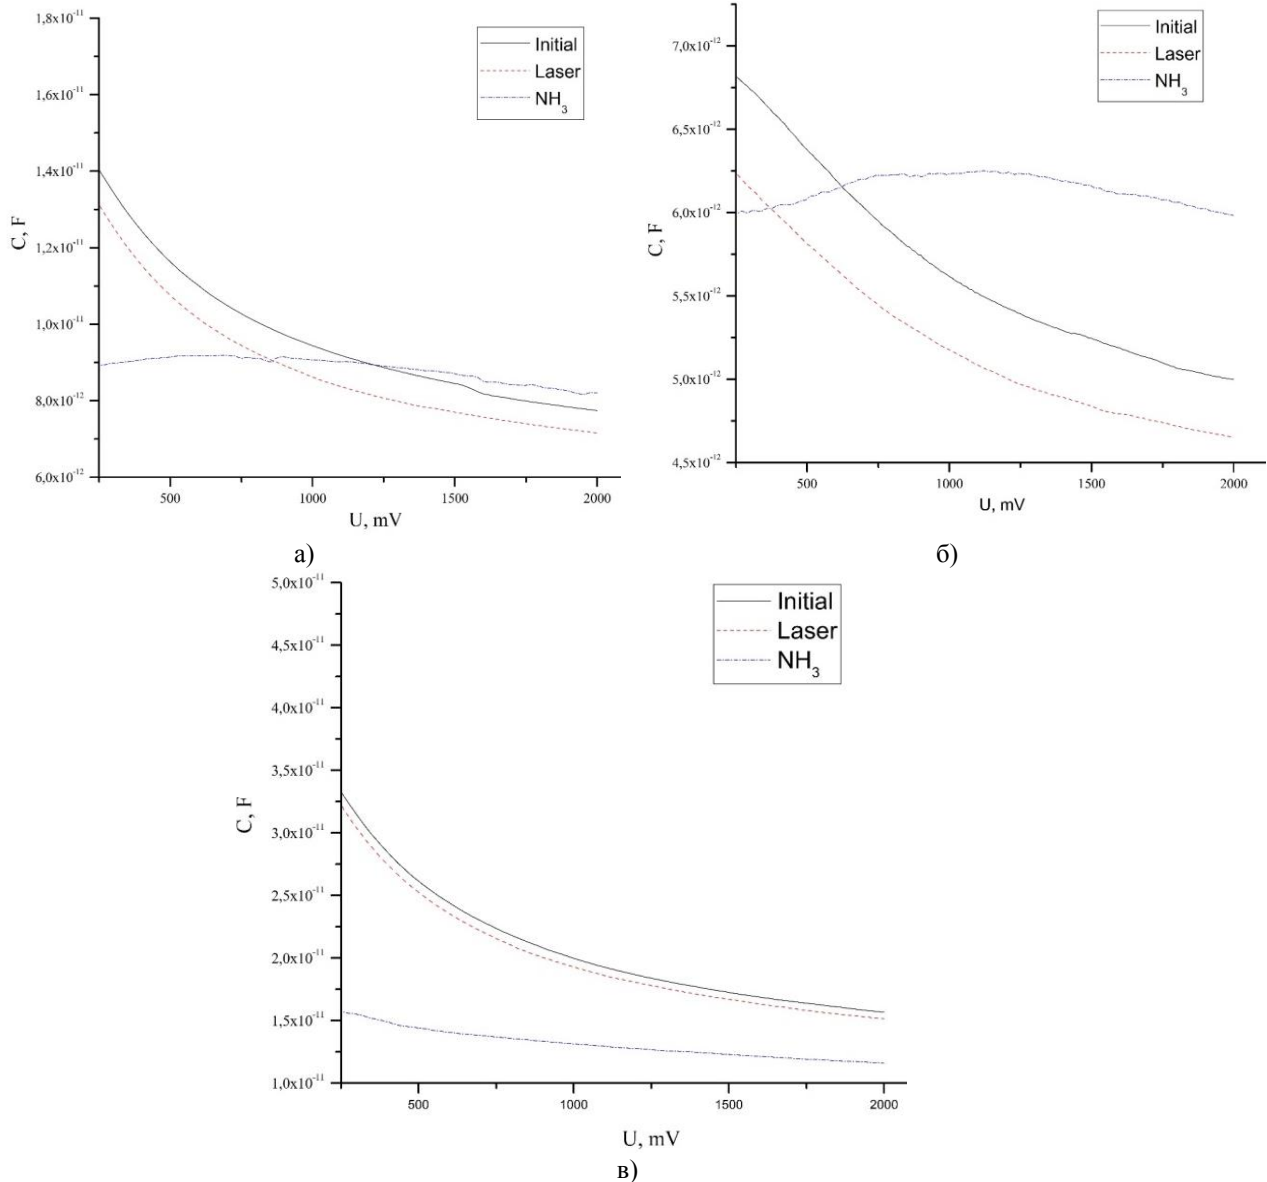 1,8x10⁻¹¹
1,6x10⁻¹¹
1,4x10⁻¹¹
1,2x10⁻¹¹
1,0x10⁻¹¹
8,0x10⁻¹²
6,0x10⁻¹²
C, F
Initial
Laser
NH₃
500 1000 1500 2000
U, mV
а)
7,0x10⁻¹²
6,5x10⁻¹²
6,0x10⁻¹²
5,5x10⁻¹²
5,0x10⁻¹²
4,5x10⁻¹²
C, F
Initial
Laser
NH₃
500 1000 1500 2000
U, mV
б)
5,0x10⁻¹¹
4,5x10⁻¹¹
4,0x10⁻¹¹
3,5x10⁻¹¹
3,0x10⁻¹¹
2,5x10⁻¹¹
2,0x10⁻¹¹
1,5x10⁻¹¹
1,0x10⁻¹¹
C, F
Initial
Laser
NH₃
500 1000 1500 2000
U, mV
в)